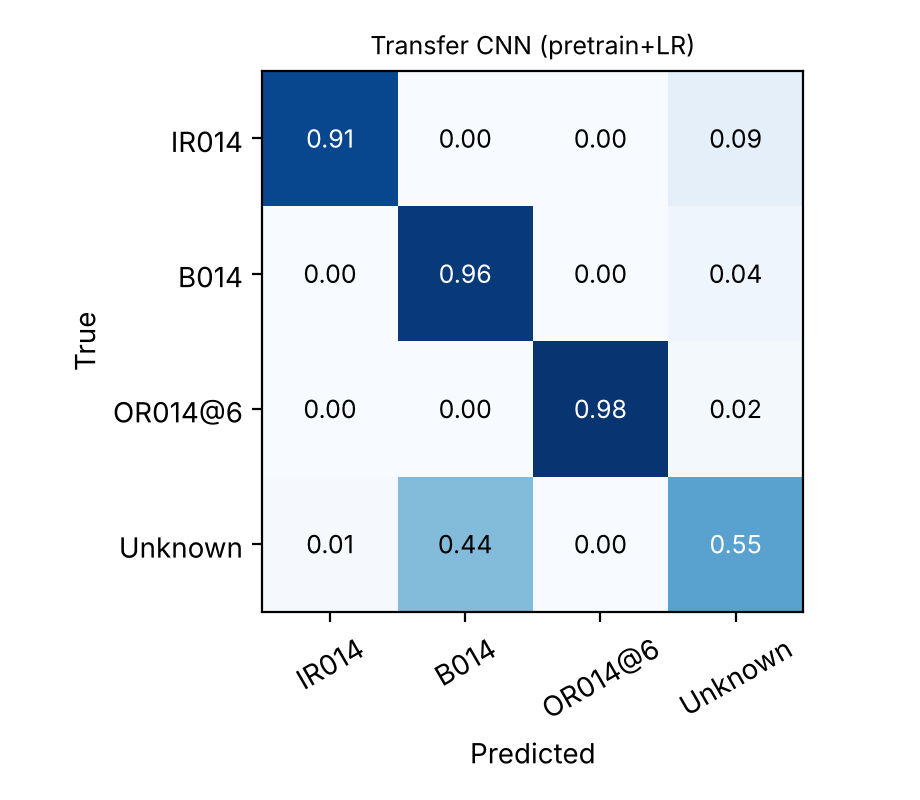 Transfer CNN (pretrain+LR)
IR014 0.91 0.00 0.00 0.09
B014 0.00 0.96 0.00 0.04
OR014@6 0.00 0.00 0.98 0.02
Unknown 0.01 0.44 0.00 0.55
True
IR014 B014 OR014@6 Unknown
Predicted